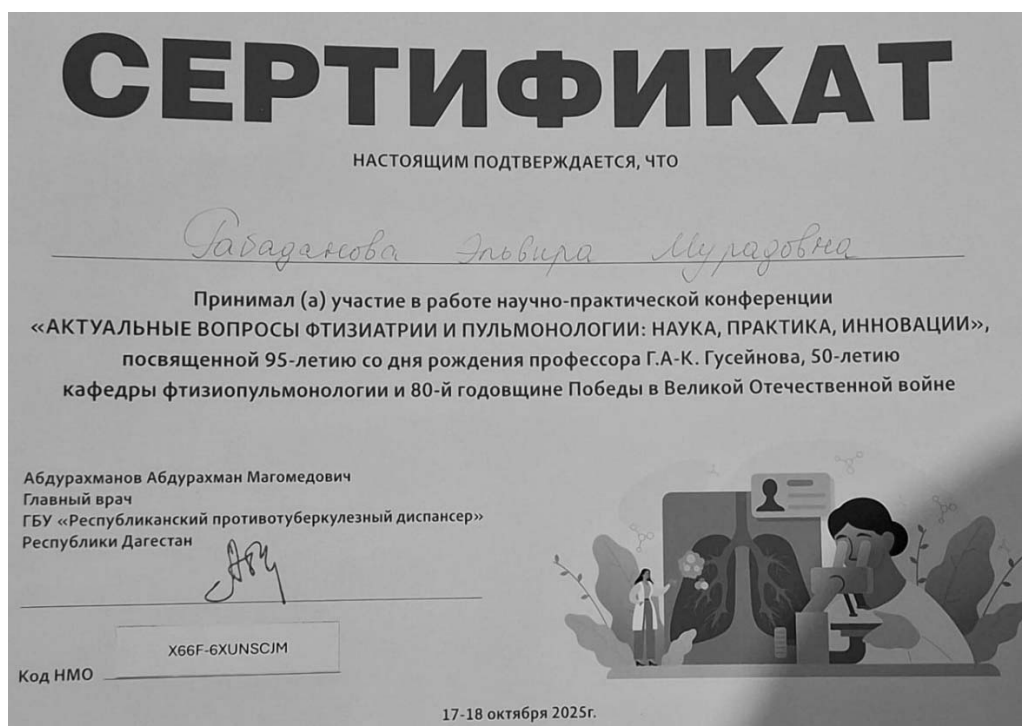 СЕРТИФИКАТ
НАСТОЯЩИМ ПОДТВЕРЖДАЕТСЯ, ЧТО
Рабаданова Эльвира Мурадовна
Принимал (а) участие в работе научно-практической конференции
«АКТУАЛЬНЫЕ ВОПРОСЫ ФТИЗИАТРИИ И ПУЛЬМОНОЛОГИИ: НАУКА, ПРАКТИКА, ИННОВАЦИИ»,
посвященной 95-летию со дня рождения профессора Г.А-К. Гусейнова, 50-летию
кафедры фтизиопульмонологии и 80-й годовщине Победы в Великой Отечественной войне
Абдурахманов Абдурахман Магомедович
Главный врач
ГБУ «Республиканский противотуберкулезный диспансер»
Республики Дагестан
X66F-6XUNSCJM
Код НМО
17-18 октября 2025г.